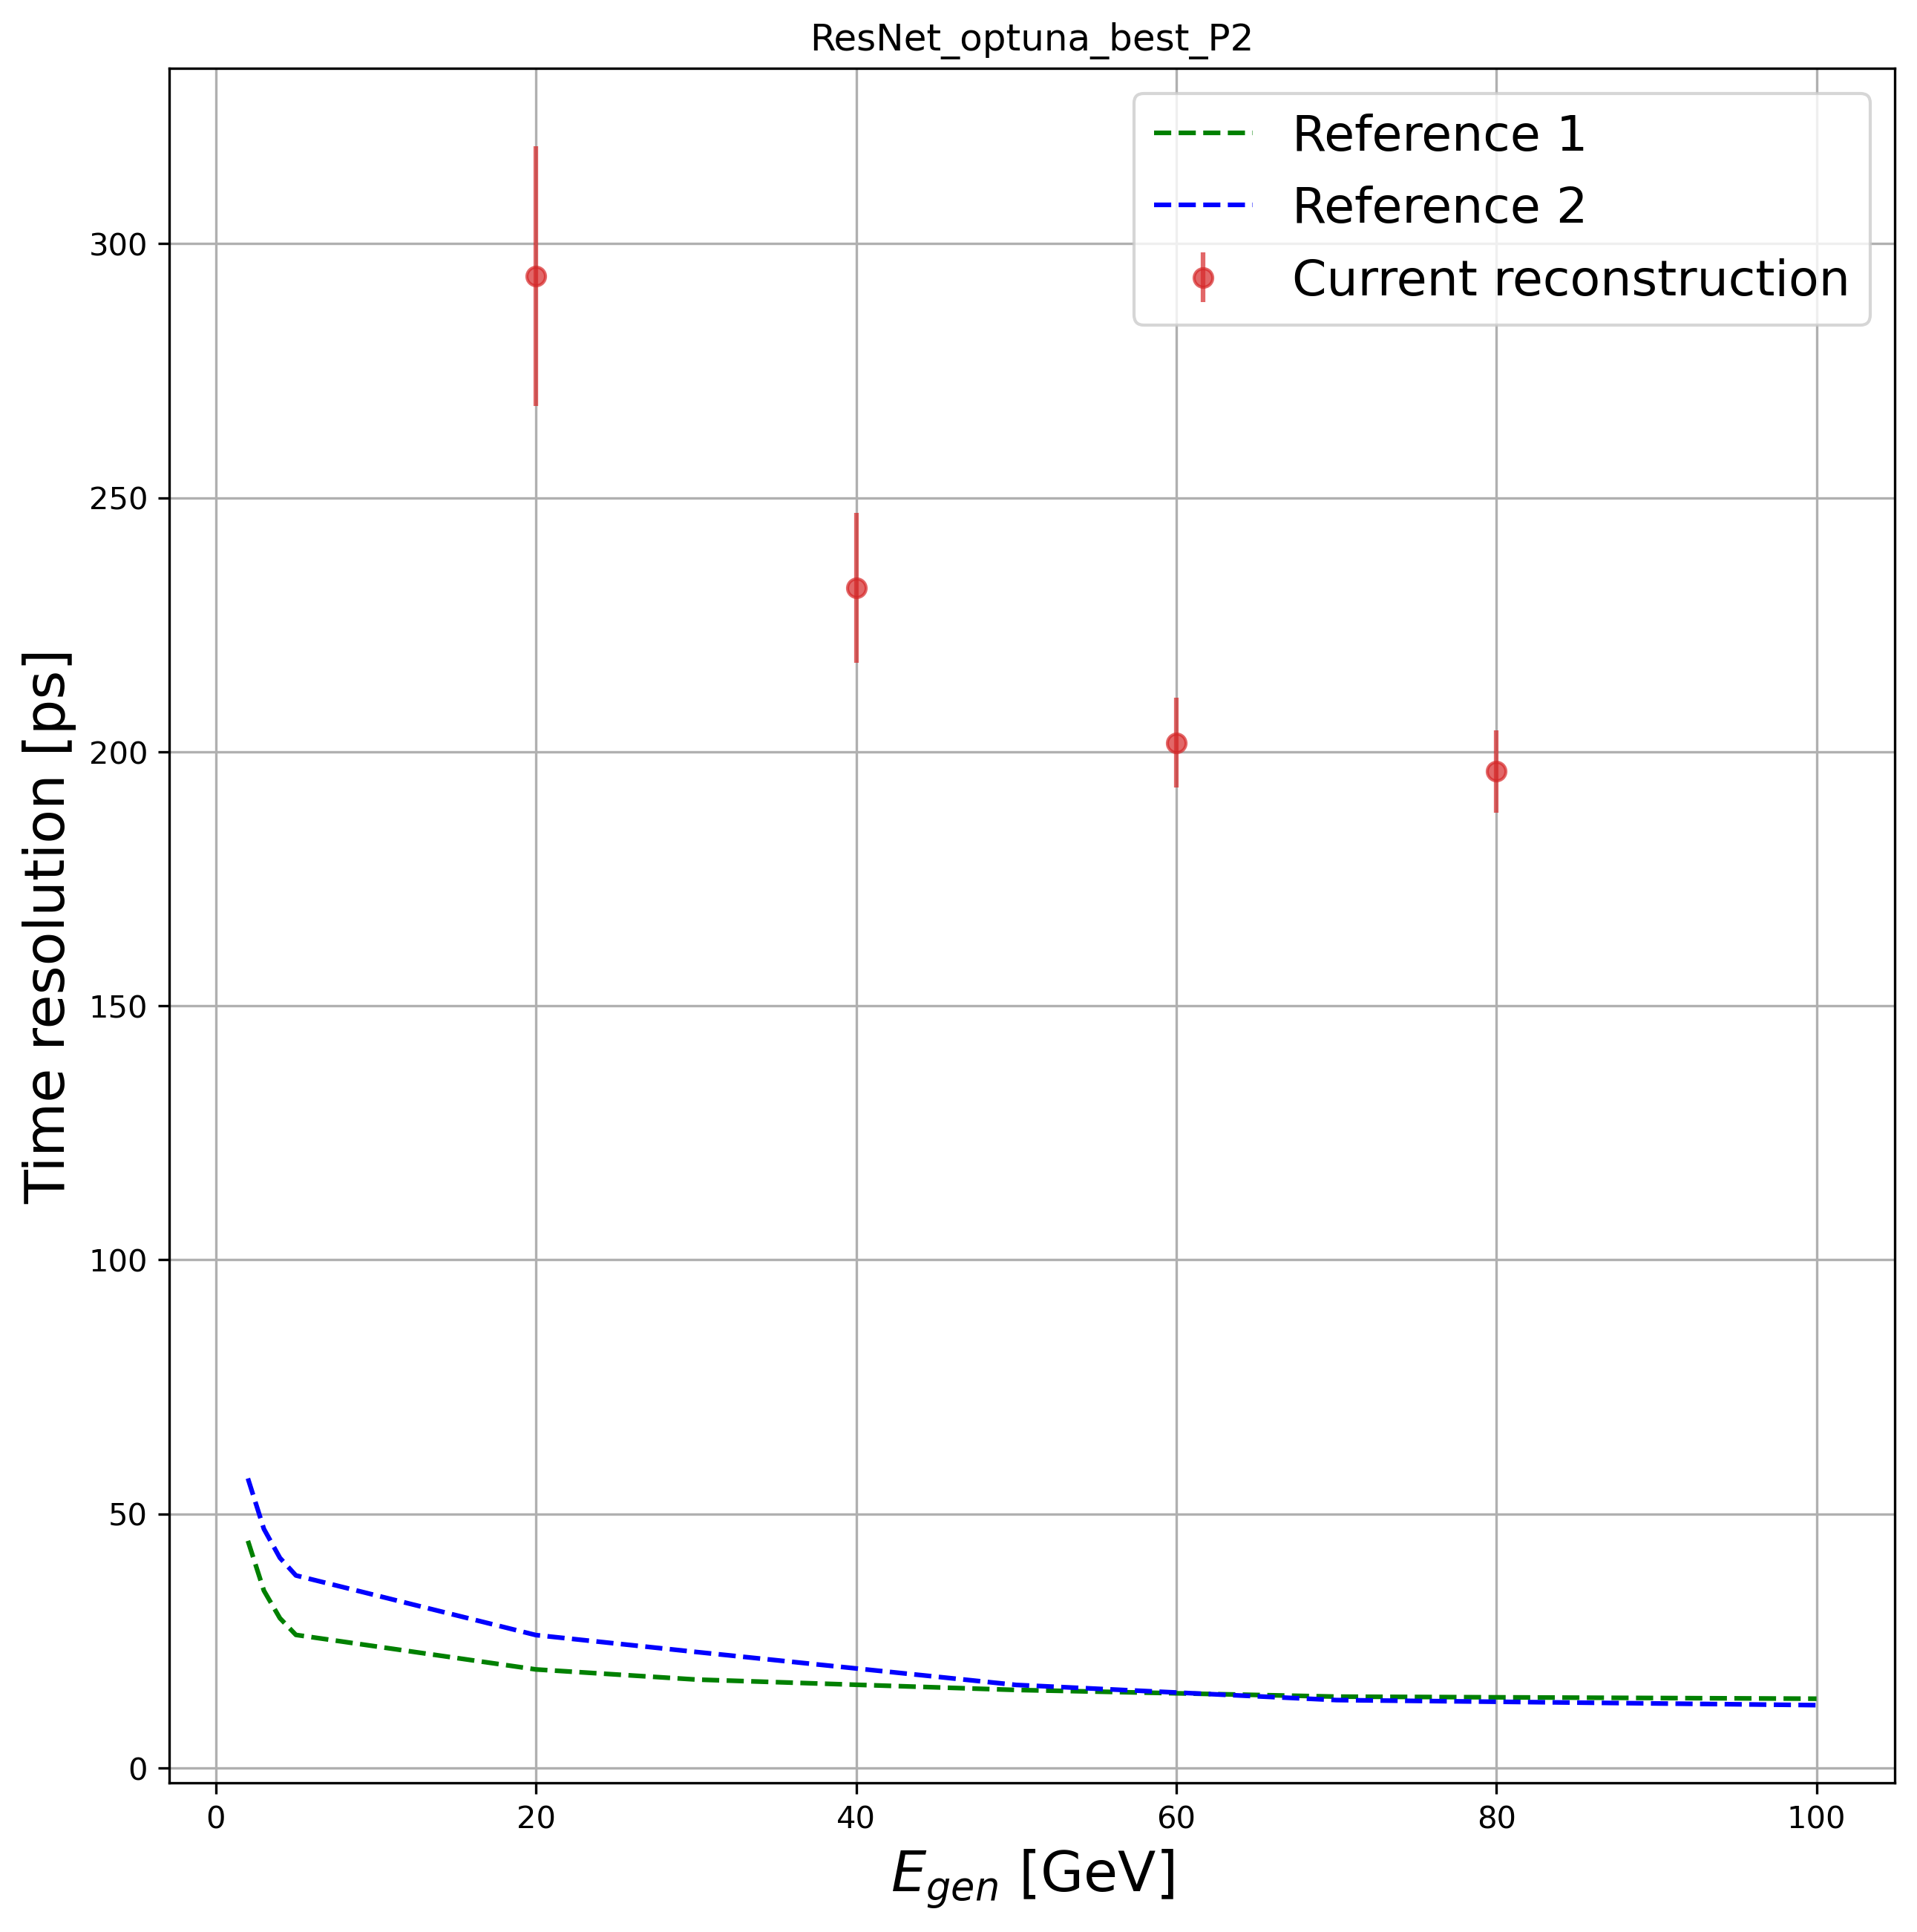 ResNet_optuna_best_P2
Reference 1
Reference 2
Current reconstruction
Time resolution [ps]
300
250
200
150
100
50
0
0 20 40 60 80 100
E_gen [GeV]